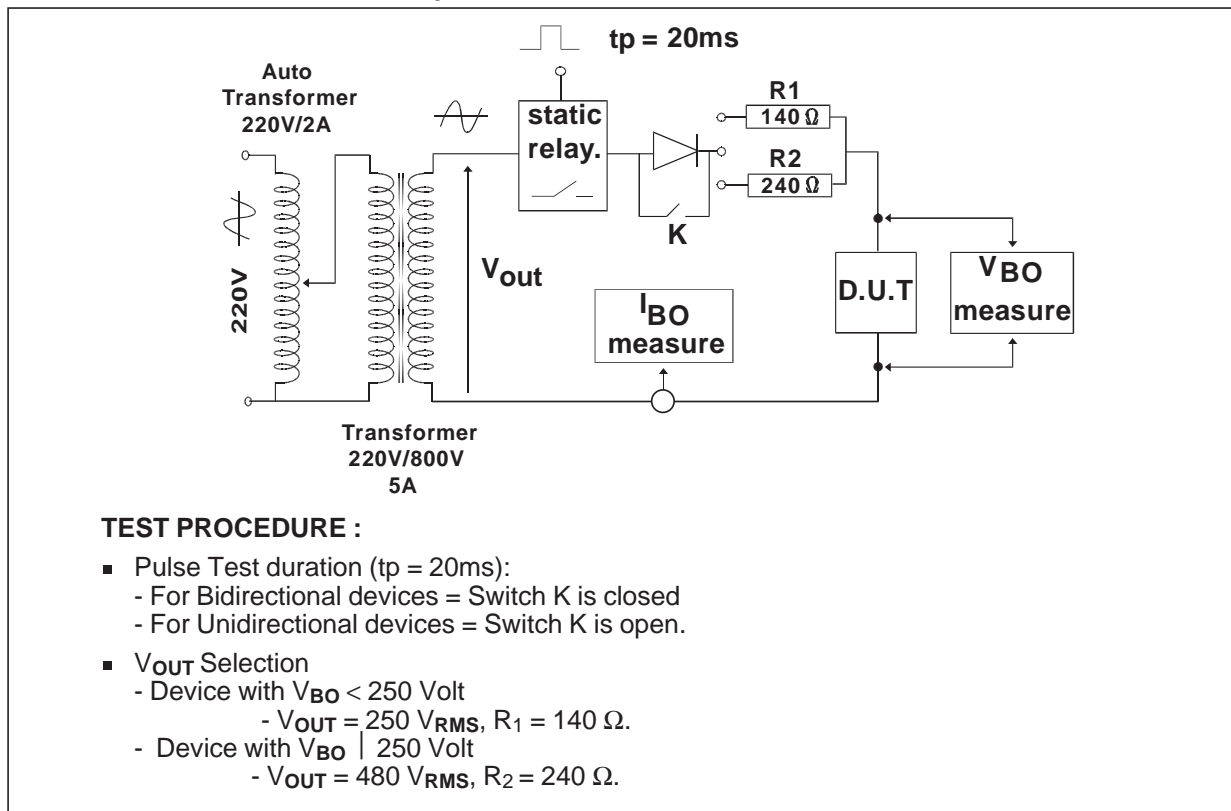 tp = 20ms
Auto
Transformer
220V/2A
static
relay.
R1
140 Ω
R2
240 Ω
K
220V
Vout
IBO
measure
D.U.T
VBO
measure
Transformer
220V/800V
5A
TEST PROCEDURE :
■ Pulse Test duration (tp = 20ms):
- For Bidirectional devices = Switch K is closed
- For Unidirectional devices = Switch K is open.
■ VOUT Selection
- Device with VBO < 250 Volt
- VOUT = 250 VRMS, R1 = 140 Ω.
- Device with VBO | 250 Volt
- VOUT = 480 VRMS, R2 = 240 Ω.